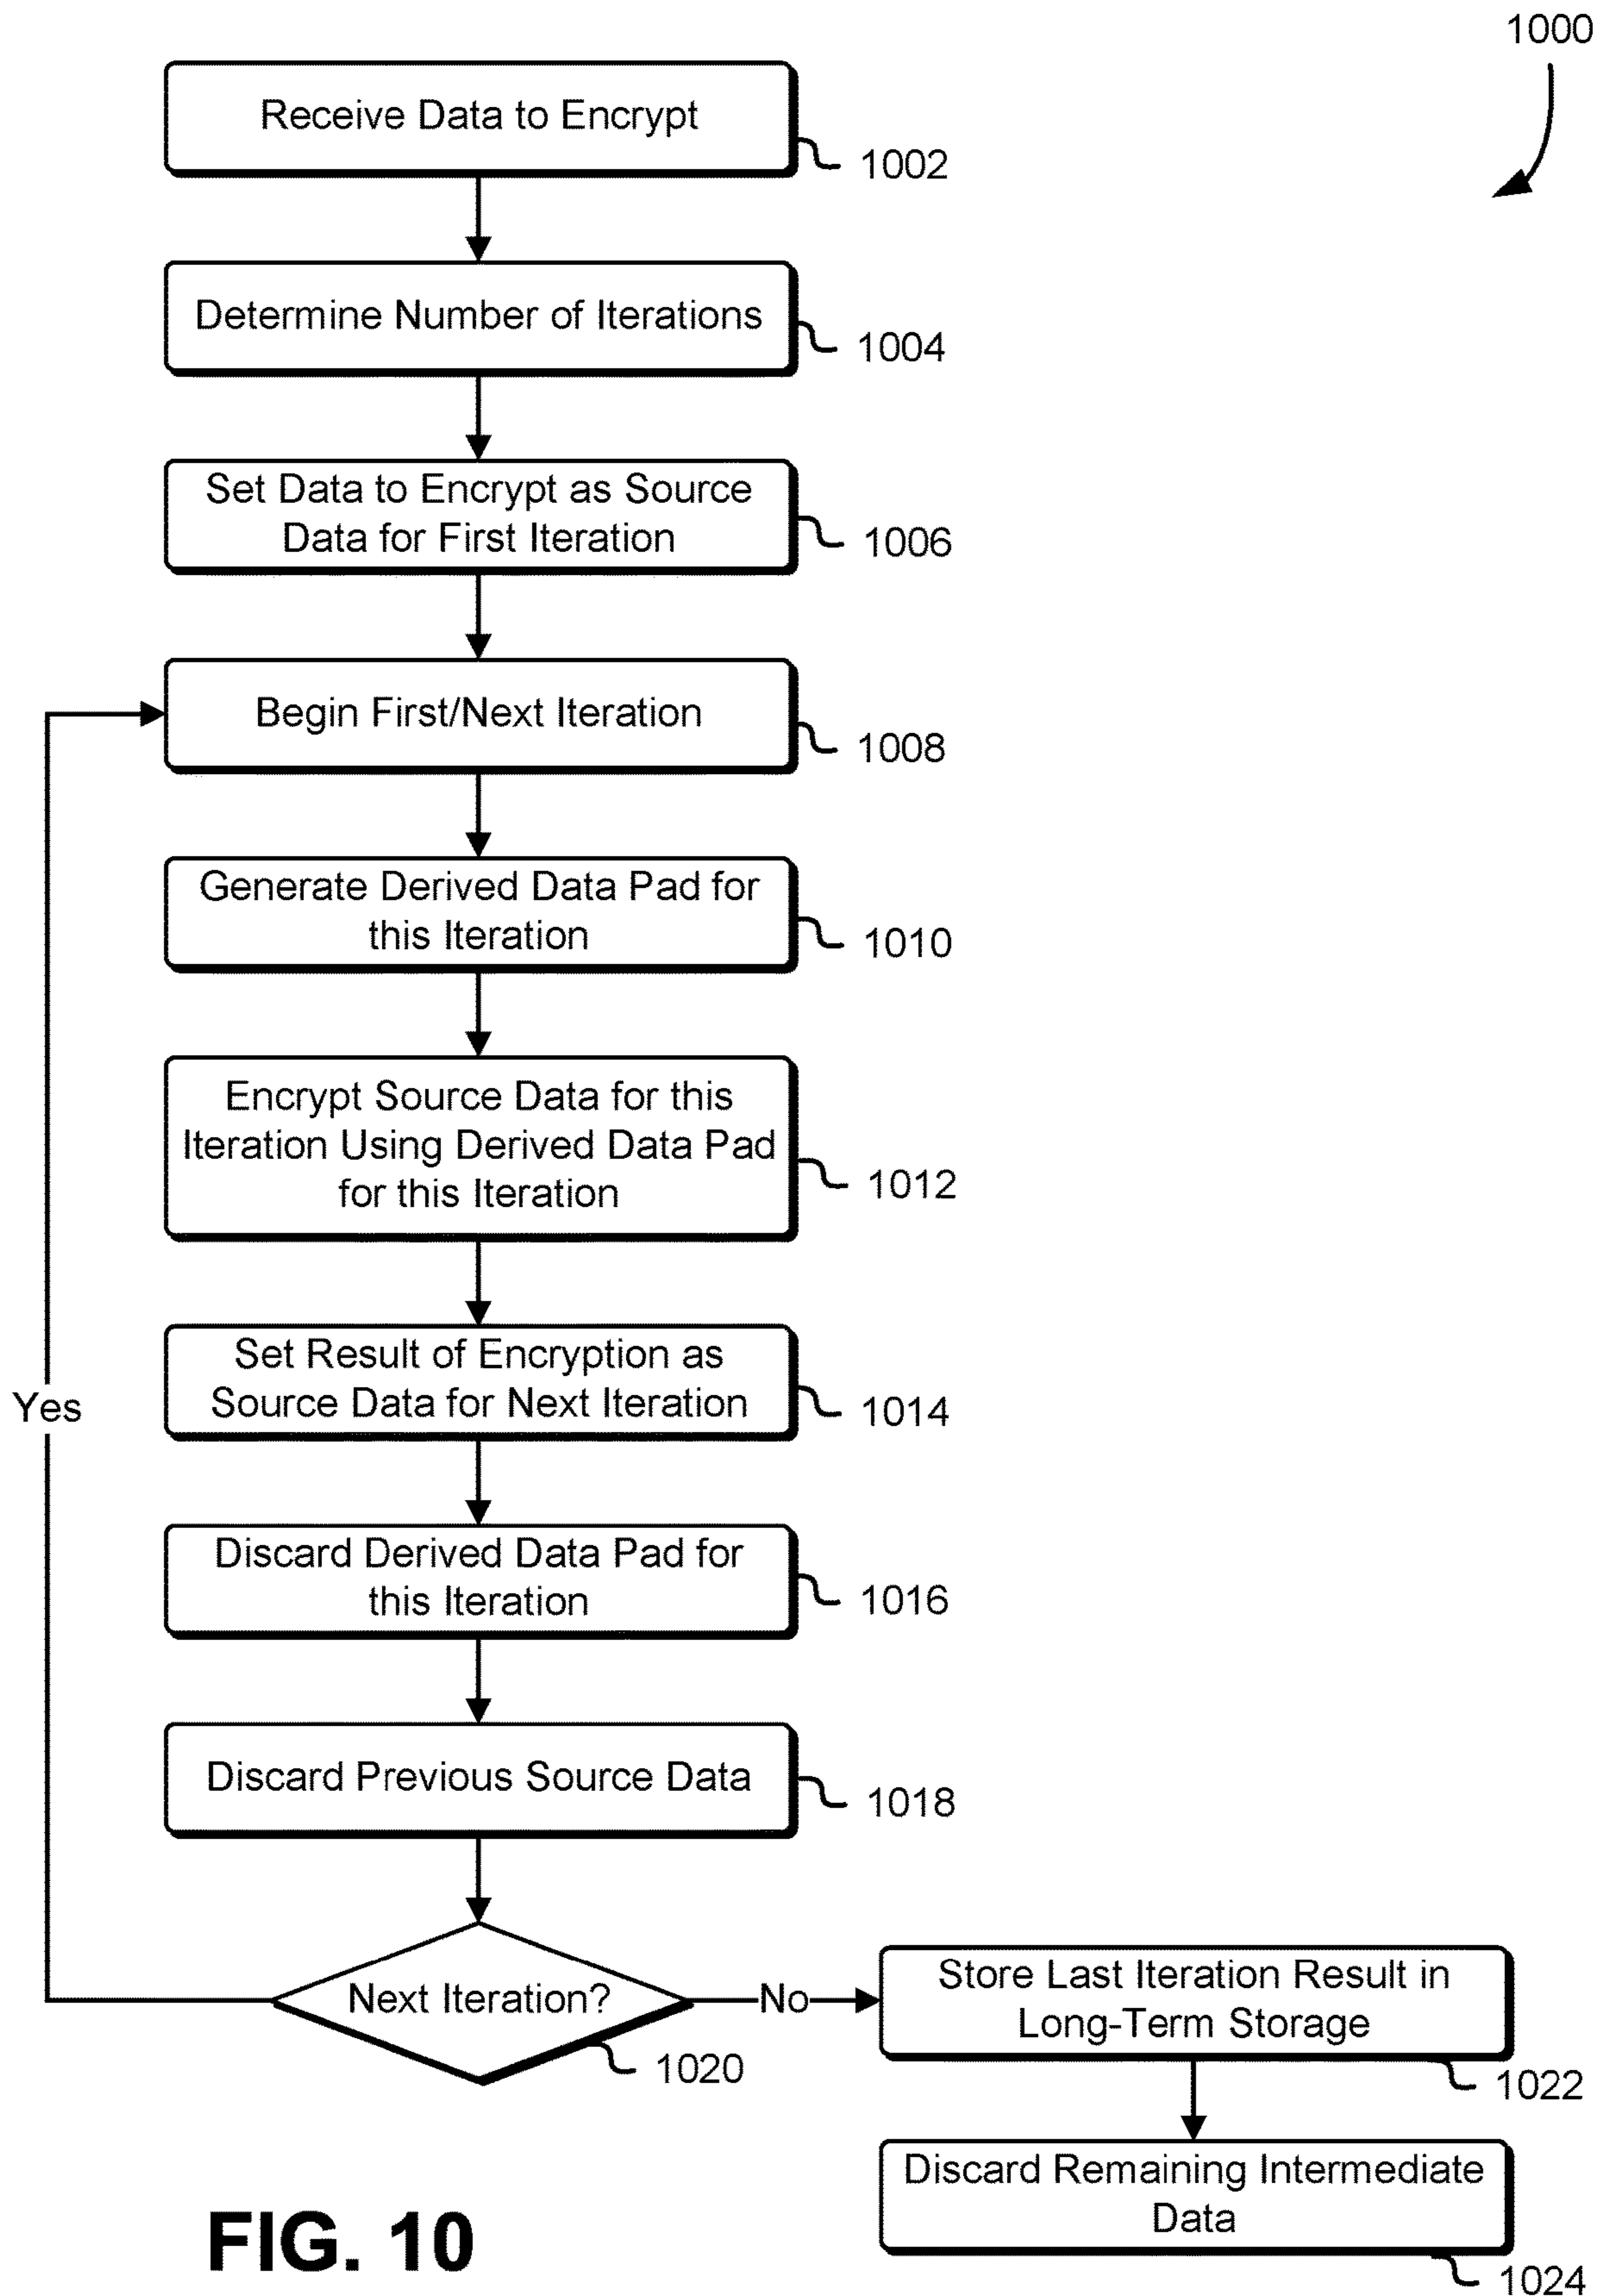 1000
Receive Data to Encrypt
1002
Determine Number of Iterations
1004
Set Data to Encrypt as Source
Data for First Iteration
1006
Begin First/Next Iteration
1008
Generate Derived Data Pad for
this Iteration
1010
Encrypt Source Data for this
Iteration Using Derived Data Pad
for this Iteration
1012
Set Result of Encryption as
Source Data for Next Iteration
1014
Yes
Discard Derived Data Pad for
this Iteration
1016
Discard Previous Source Data
1018
Next Iteration?
1020
No
Store Last Iteration Result in
Long-Term Storage
1022
Discard Remaining Intermediate
Data
1024
FIG. 10